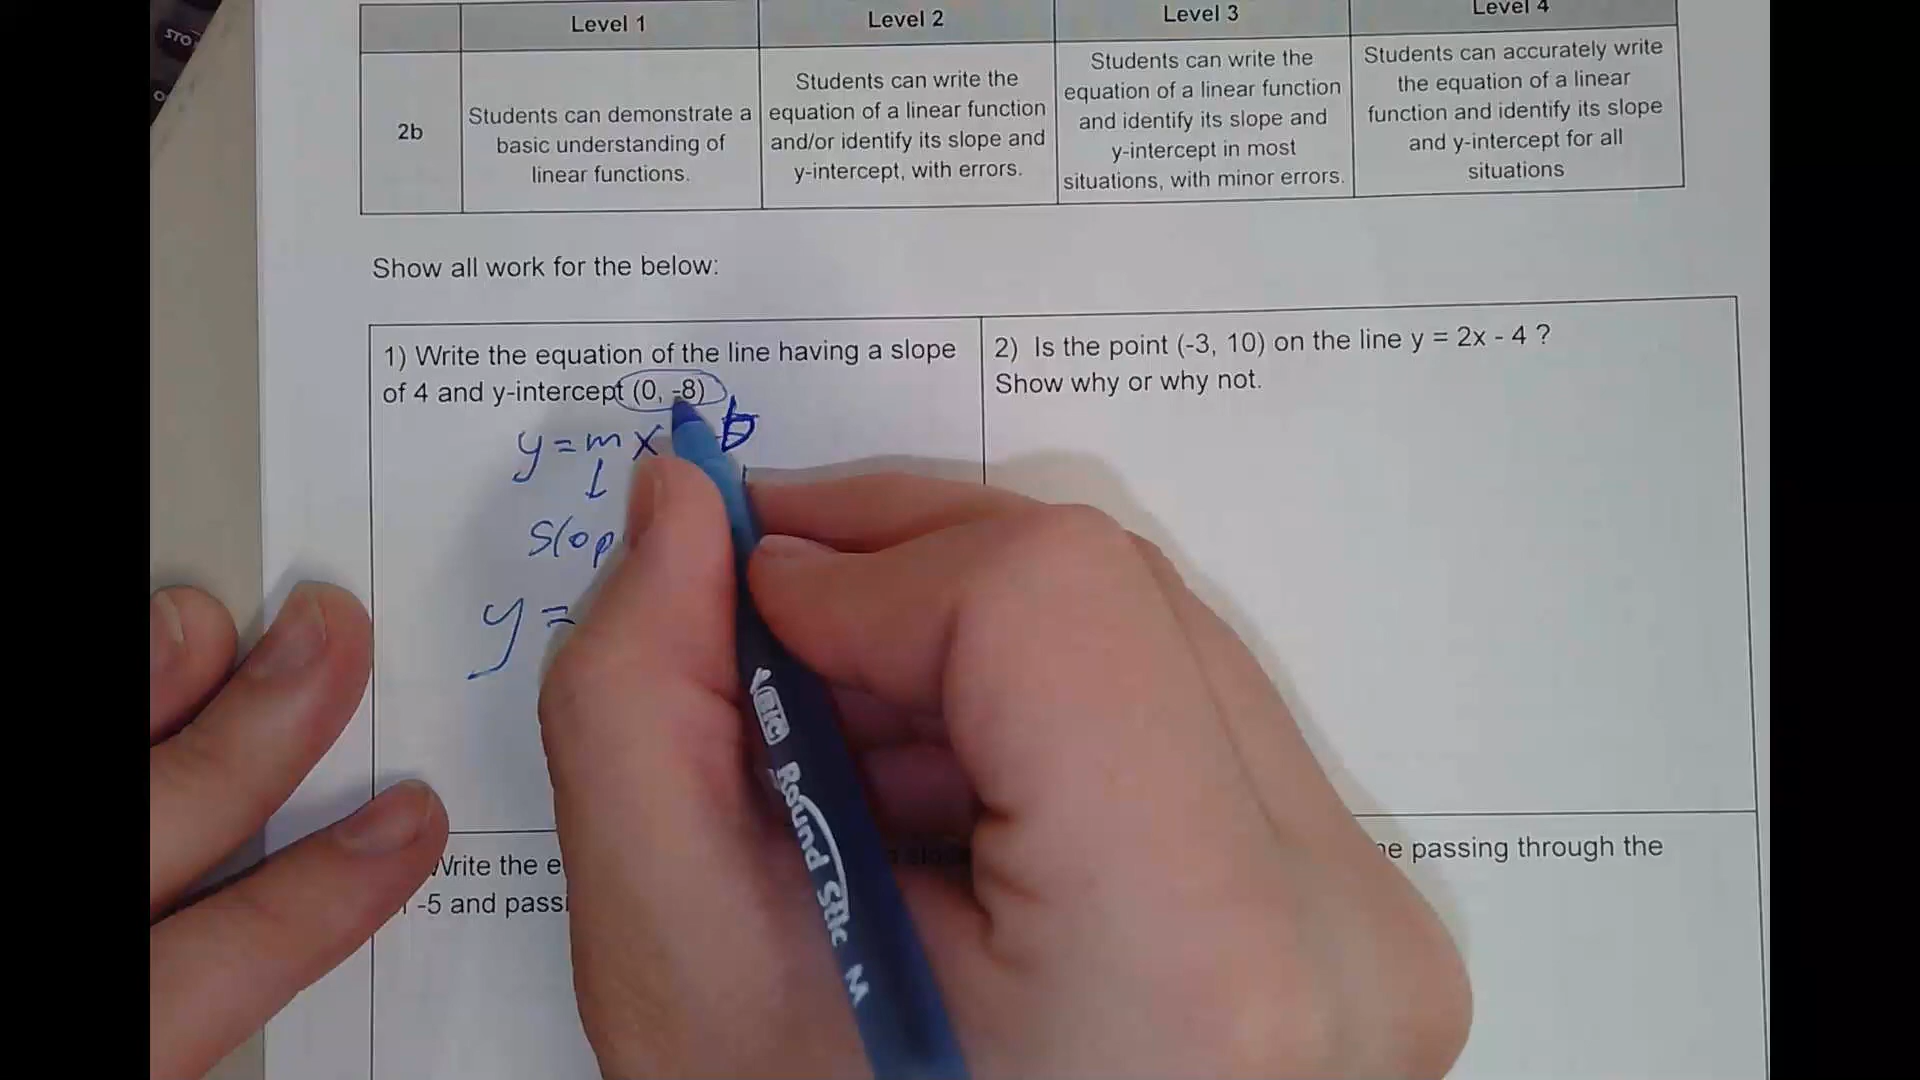 STO
Level 1 Level 2 Level 3 Level 4
2b
Students can demonstrate a
basic understanding of
linear functions.
Students can write the
equation of a linear function
and/or identify its slope and
y-intercept, with errors.
Students can write the
equation of a linear function
and identify its slope and
y-intercept in most
situations, with minor errors.
Students can accurately write
the equation of a linear
function and identify its slope
and y-intercept for all
situations
Show all work for the below:
1) Write the equation of the line having a slope
of 4 and y-intercept (0, -8)
y = m x b
Slop
y =
2) Is the point (-3, 10) on the line y = 2x - 4 ?
Show why or why not.
Write the e
-5 and passi
passing through the
BIC Round Stic M